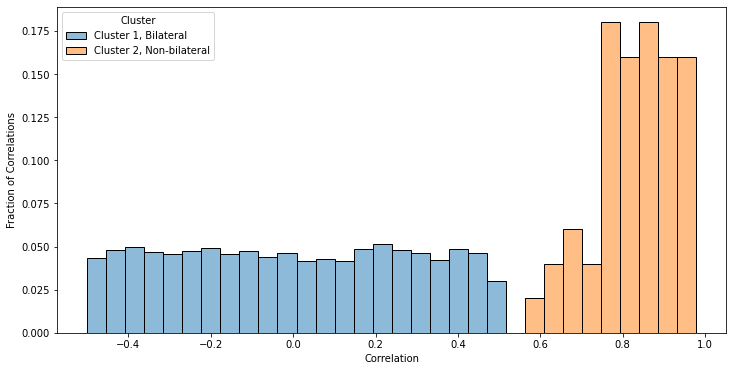 Cluster
Cluster 1, Bilateral
Cluster 2, Non-bilateral
Fraction of Correlations
0.175
0.150
0.125
0.100
0.075
0.050
0.025
0.000
−0.4 −0.2 0.0 0.2 0.4 0.6 0.8 1.0
Correlation